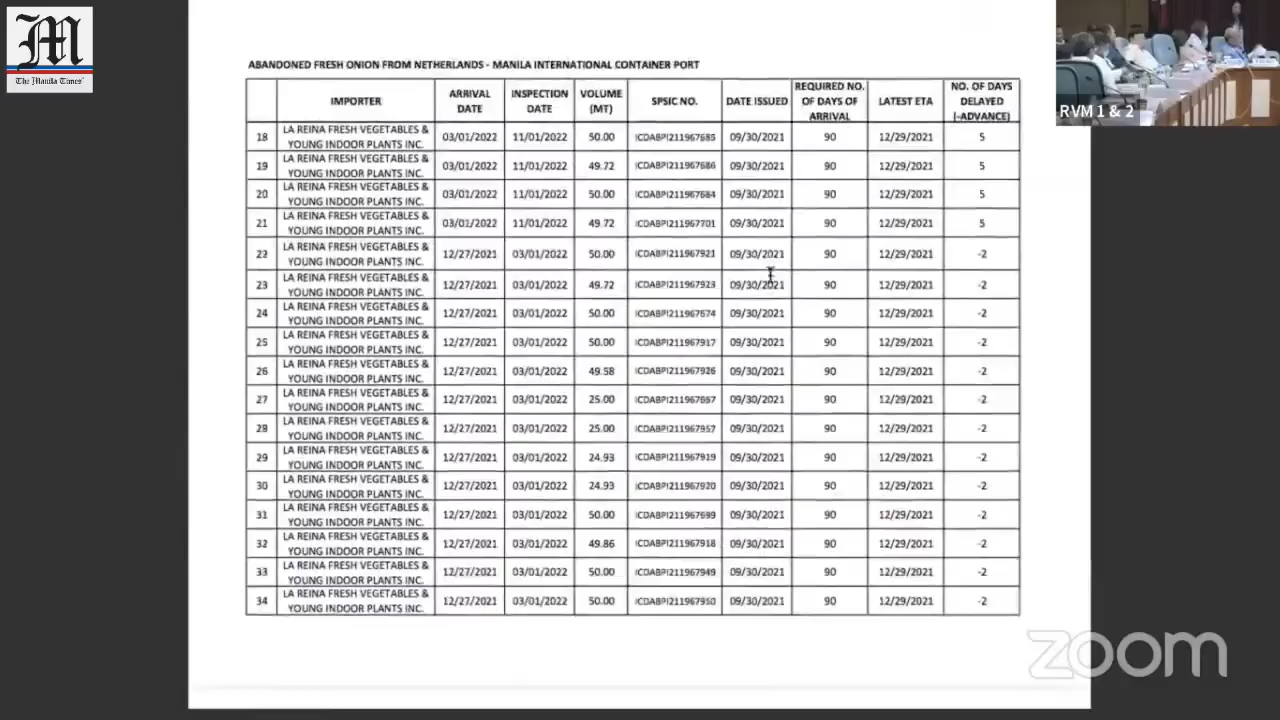 M
The Manila Times
RVM 1 & 2
ABANDONED FRESH ONION FROM NETHERLANDS - MANILA INTERNATIONAL CONTAINER PORT
IMPORTER ARRIVAL DATE INSPECTION DATE VOLUME (MT) SPSIC NO. DATE ISSUED REQUIRED NO. OF DAYS OF ARRIVAL LATEST ETA NO. OF DAYS DELAYED (-ADVANCE)
18 LA REINA FRESH VEGETABLES & YOUNG INDOOR PLANTS INC. 03/01/2022 11/01/2022 50.00 ICDABPI211967685 09/30/2021 90 12/29/2021 5
19 LA REINA FRESH VEGETABLES & YOUNG INDOOR PLANTS INC. 03/01/2022 11/01/2022 49.72 ICDABPI211967686 09/30/2021 90 12/29/2021 5
20 LA REINA FRESH VEGETABLES & YOUNG INDOOR PLANTS INC. 03/01/2022 11/01/2022 50.00 ICDABPI211967684 09/30/2021 90 12/29/2021 5
21 LA REINA FRESH VEGETABLES & YOUNG INDOOR PLANTS INC. 03/01/2022 11/01/2022 49.72 ICDABPI211967701 09/30/2021 90 12/29/2021 5
22 LA REINA FRESH VEGETABLES & YOUNG INDOOR PLANTS INC. 12/27/2021 03/01/2022 50.00 ICDABPI211967921 09/30/2021 90 12/29/2021 -2
23 LA REINA FRESH VEGETABLES & YOUNG INDOOR PLANTS INC. 12/27/2021 03/01/2022 49.72 ICDABPI211967923 09/30/2021 90 12/29/2021 -2
24 LA REINA FRESH VEGETABLES & YOUNG INDOOR PLANTS INC. 12/27/2021 03/01/2022 50.00 ICDABPI211967674 09/30/2021 90 12/29/2021 -2
25 LA REINA FRESH VEGETABLES & YOUNG INDOOR PLANTS INC. 12/27/2021 03/01/2022 50.00 ICDABPI211967917 09/30/2021 90 12/29/2021 -2
26 LA REINA FRESH VEGETABLES & YOUNG INDOOR PLANTS INC. 12/27/2021 03/01/2022 49.58 ICDABPI211967926 09/30/2021 90 12/29/2021 -2
27 LA REINA FRESH VEGETABLES & YOUNG INDOOR PLANTS INC. 12/27/2021 03/01/2022 25.00 ICDABPI211967667 09/30/2021 90 12/29/2021 -2
28 LA REINA FRESH VEGETABLES & YOUNG INDOOR PLANTS INC. 12/27/2021 03/01/2022 25.00 ICDABPI211967957 09/30/2021 90 12/29/2021 -2
29 LA REINA FRESH VEGETABLES & YOUNG INDOOR PLANTS INC. 12/27/2021 03/01/2022 24.93 ICDABPI211967919 09/30/2021 90 12/29/2021 -2
30 LA REINA FRESH VEGETABLES & YOUNG INDOOR PLANTS INC. 12/27/2021 03/01/2022 24.93 ICDABPI211967920 09/30/2021 90 12/29/2021 -2
31 LA REINA FRESH VEGETABLES & YOUNG INDOOR PLANTS INC. 12/27/2021 03/01/2022 50.00 ICDABPI211967699 09/30/2021 90 12/29/2021 -2
32 LA REINA FRESH VEGETABLES & YOUNG INDOOR PLANTS INC. 12/27/2021 03/01/2022 49.86 ICDABPI211967918 09/30/2021 90 12/29/2021 -2
33 LA REINA FRESH VEGETABLES & YOUNG INDOOR PLANTS INC. 12/27/2021 03/01/2022 50.00 ICDABPI211967949 09/30/2021 90 12/29/2021 -2
34 LA REINA FRESH VEGETABLES & YOUNG INDOOR PLANTS INC. 12/27/2021 03/01/2022 50.00 ICDABPI211967950 09/30/2021 90 12/29/2021 -2
zoom